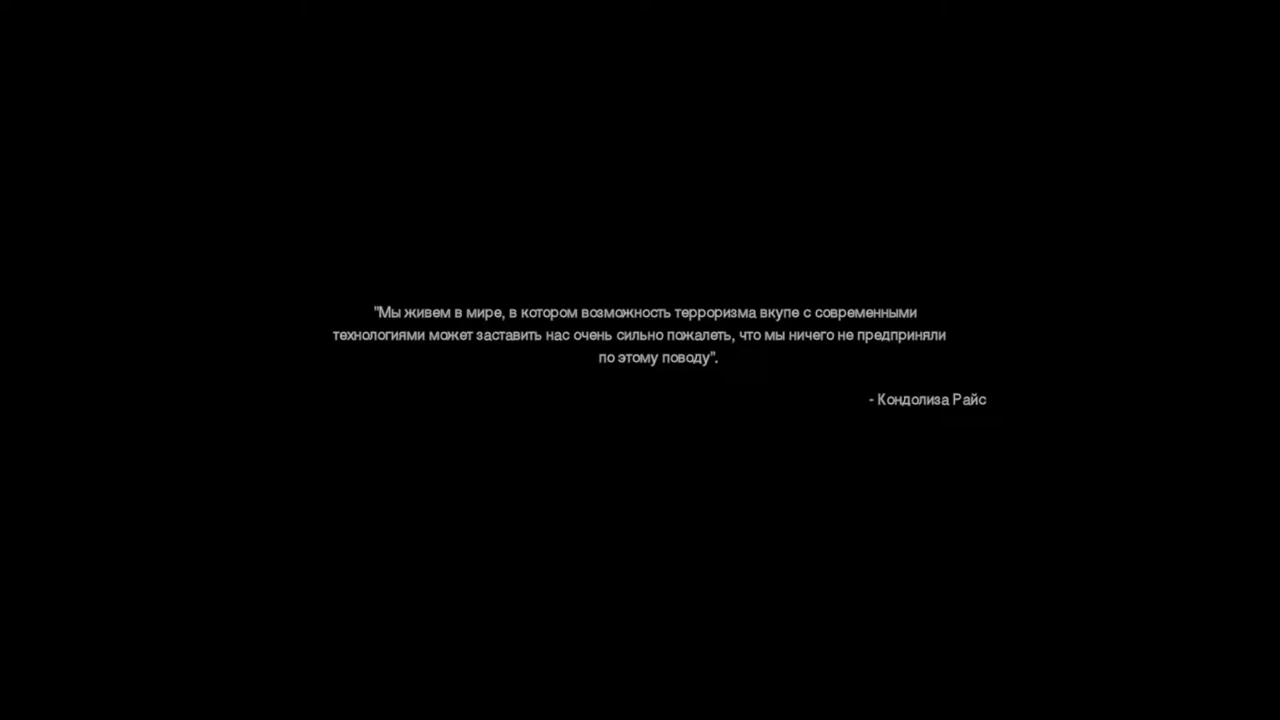 "Мы живем в мире, в котором возможность терроризма вкупе с современными
технологиями может заставить нас очень сильно пожалеть, что мы ничего не предприняли
по этому поводу".
- Кондолиза Райс